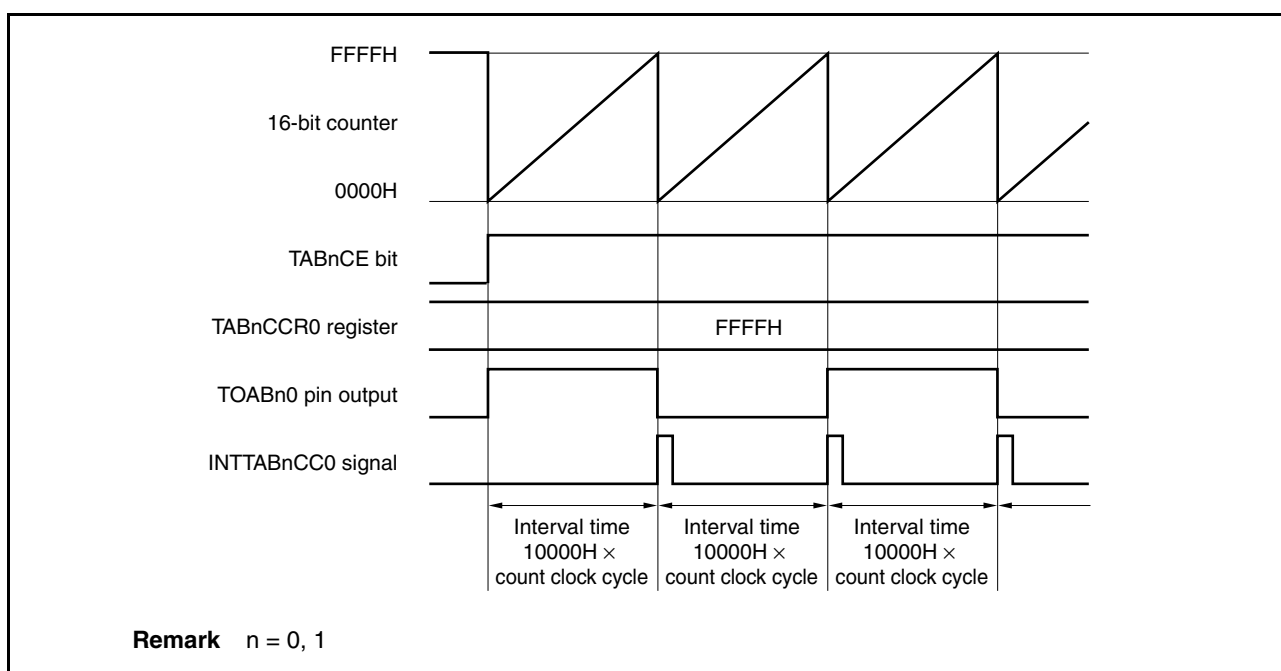 FFFFH
16-bit counter
0000H
TABnCE bit
TABnCCR0 register
FFFFH
TOABn0 pin output
INTTABnCC0 signal
Interval time
10000H ×
count clock cycle
Interval time
10000H ×
count clock cycle
Interval time
10000H ×
count clock cycle
Remark n = 0, 1